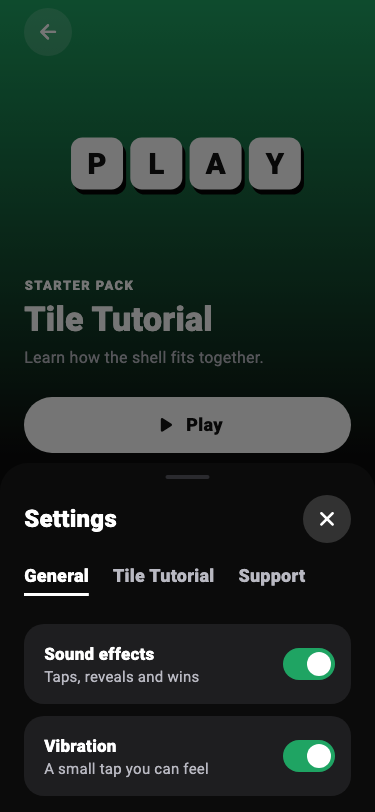 P L A Y
STARTER PACK
Tile Tutorial
Learn how the shell fits together.
Play
Settings
General Tile Tutorial Support
Sound effects
Taps, reveals and wins
Vibration
A small tap you can feel